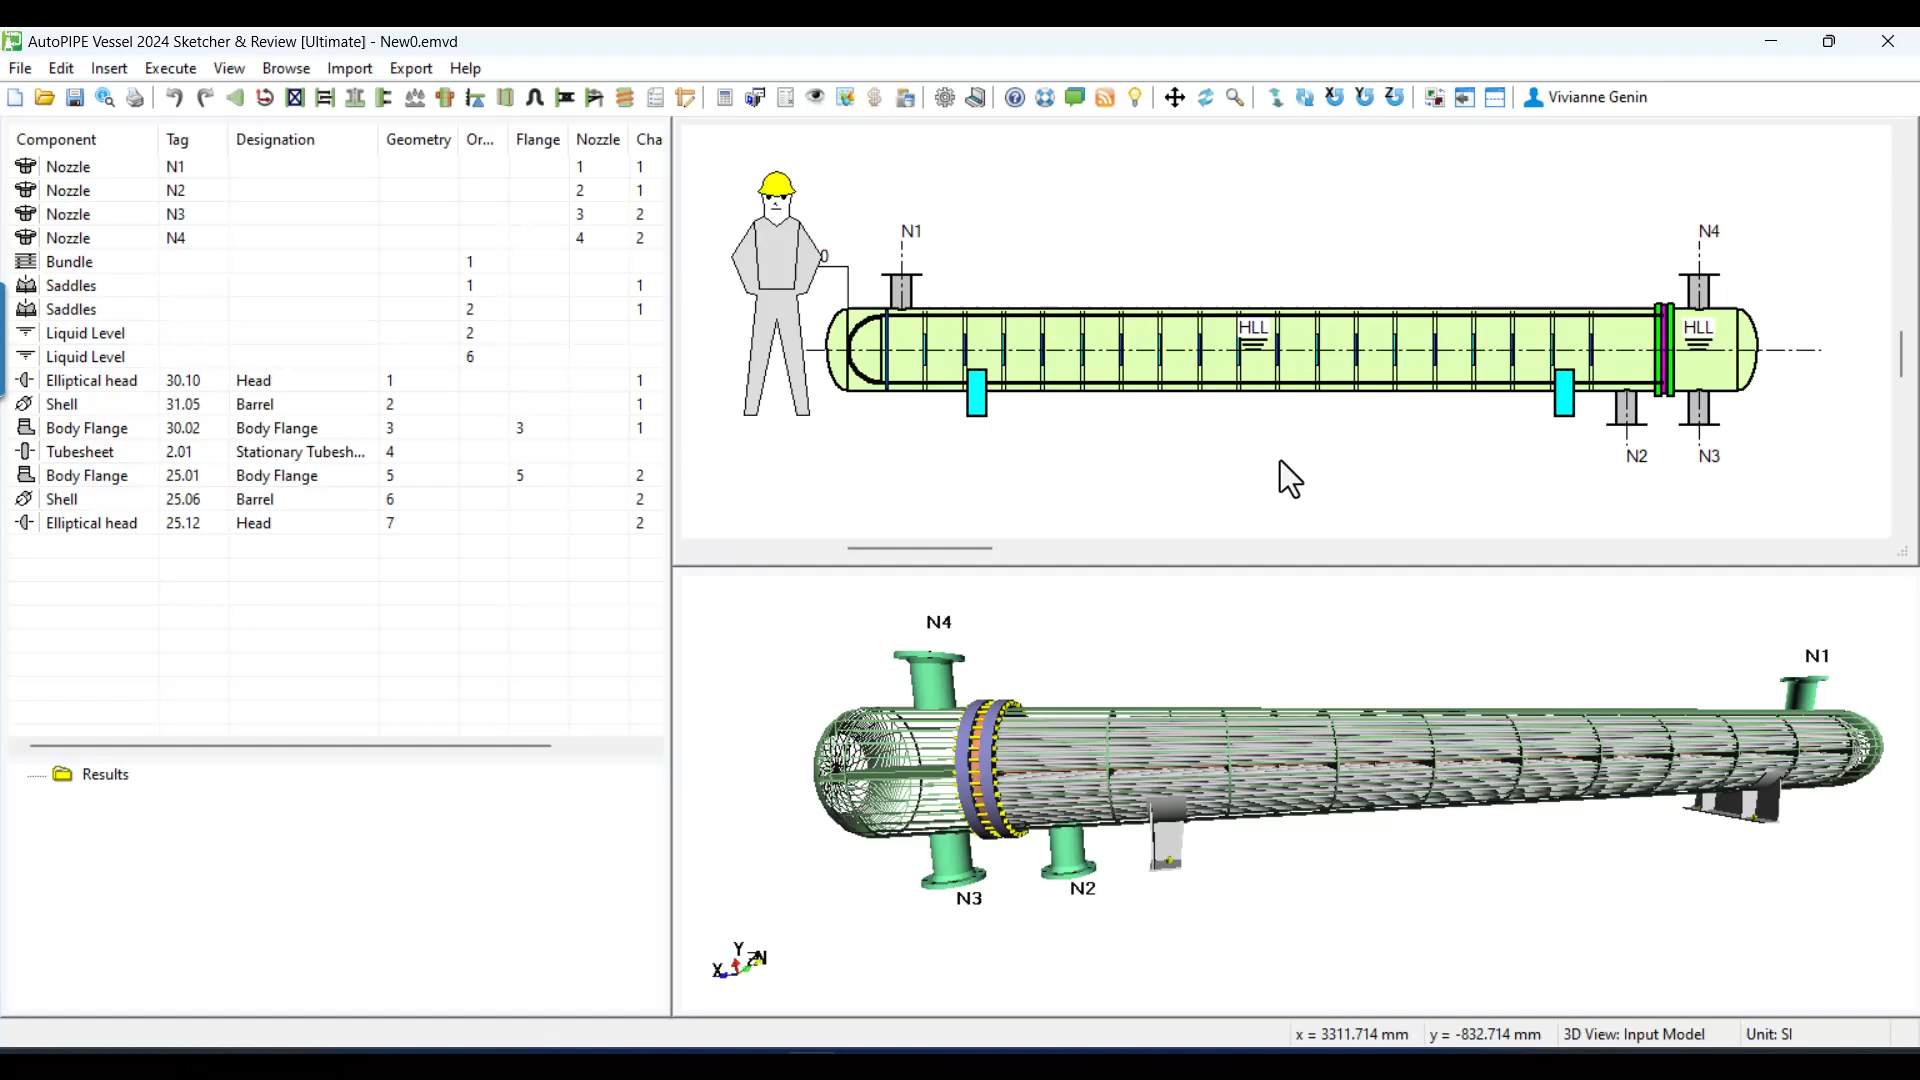 AutoPIPE Vessel 2024 Sketcher & Review [Ultimate] - New0.emvd
File Edit Insert Execute View Browse Import Export Help
X Y Z Vivianne Genin
Component Tag Designation Geometry Or... Flange Nozzle Cha
Nozzle N1 1 1
Nozzle N2 2 1
Nozzle N3 3 2
Nozzle N4 4 2
Bundle 1
Saddles 1 1
Saddles 2 1
Liquid Level 2
Liquid Level 6
Elliptical head 30.10 Head 1 1
Shell 31.05 Barrel 2 1
Body Flange 30.02 Body Flange 3 3 1
Tubesheet 2.01 Stationary Tubesh... 4
Body Flange 25.01 Body Flange 5 5 2
Shell 25.06 Barrel 6 2
Elliptical head 25.12 Head 7 2
Results
N1 N4
0
HLL HLL
N2 N3
N4
N1
N2
N3
Y
X Z N
x = 3311.714 mm y = -832.714 mm 3D View: Input Model Unit: SI